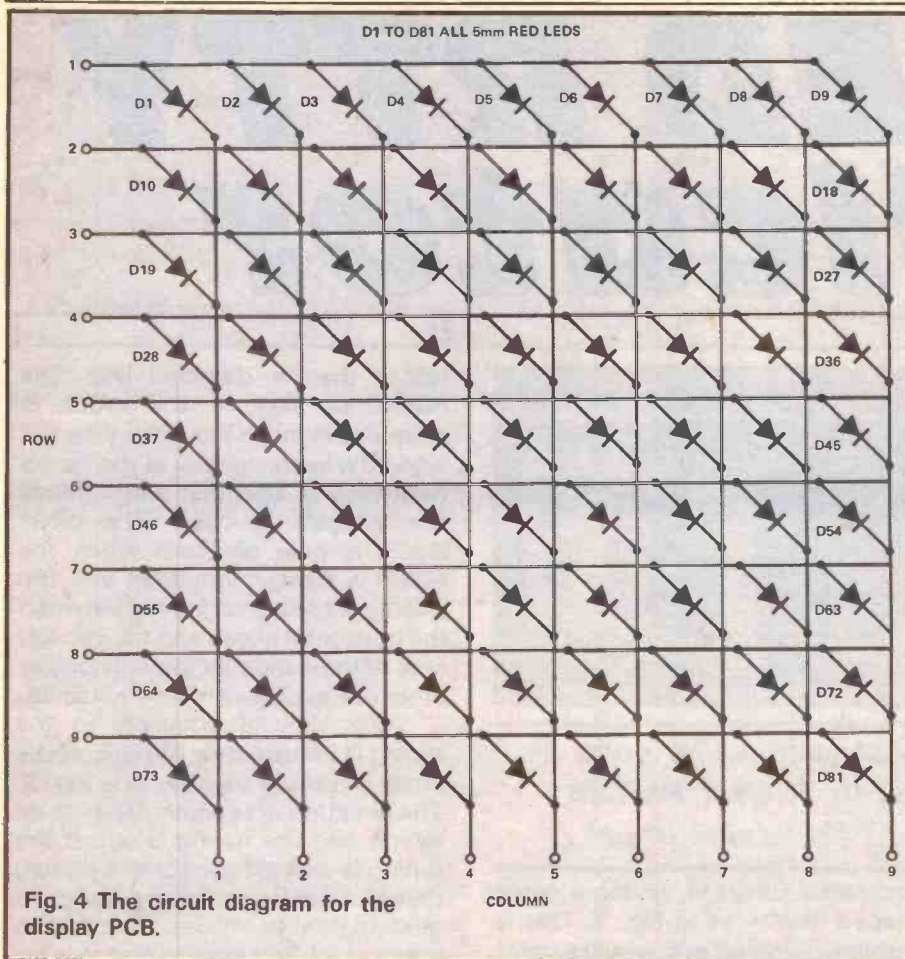 D1 TO D81 ALL 5mm RED LEDS
1
D1 D2 D3 D4 D5 D6 D7 D8 D9
2
D10 D18
3
D19 D27
4
D28 D36
5
ROW
D37 D45
6
D46 D54
7
D55 D63
8
D64 D72
9
D73 D81
1 2 3 4 5 6 7 8 9
COLUMN
Fig. 4 The circuit diagram for the
display PCB.